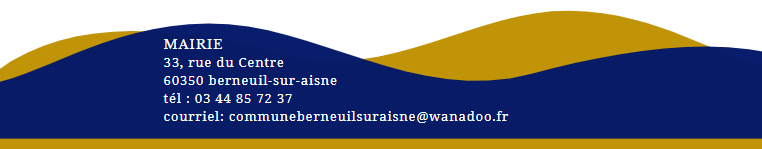 MAIRIE
33, rue du Centre
60350 berneuil-sur-aisne
tél : 03 44 85 72 37
courriel: communeberneuilsuraisne@wanadoo.fr